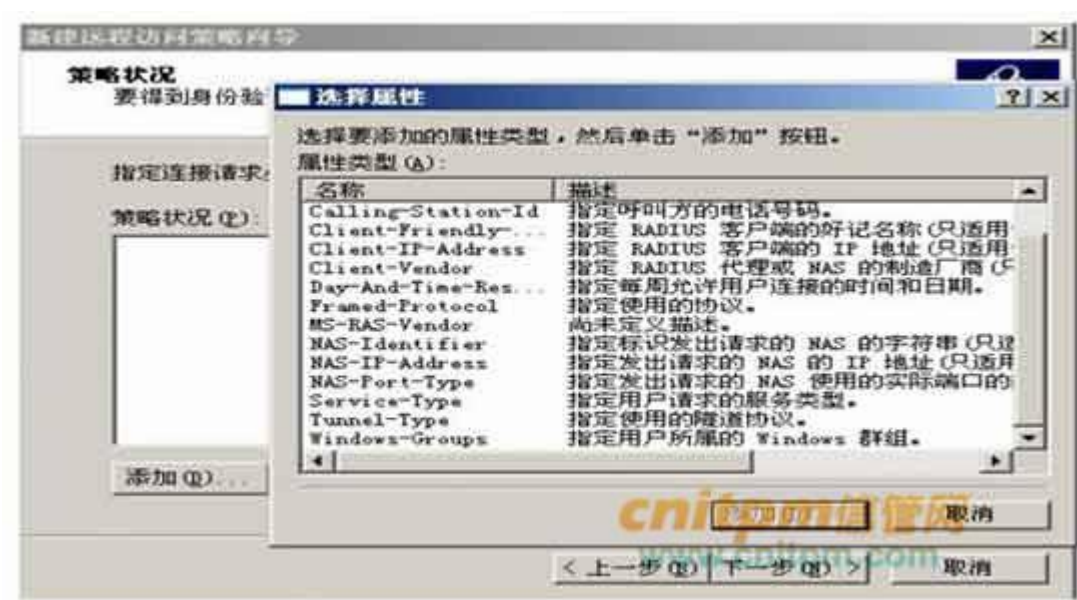 新建远程访问策略向导
策略状况
要得到身份验
选择属性
选择要添加的属性类型，然后单击“添加”按钮。
属性类型(A):
指定连接请求
策略状况(P):
名称 描述
Calling-Station-Id 指定呼叫方的电话号码。
Client-Friendly-... 指定 RADIUS 客户端的好记名称(只适用
Client-IP-Address 指定 RADIUS 客户端的 IP 地址(只适用
Client-Vendor 指定 RADIUS 代理或 NAS 的制造厂商(只
Day-And-Time-Res... 指定每周允许用户连接的时间和日期。
Framed-Protocol 指定使用的协议。
MS-RAS-Vendor 尚未定义描述。
NAS-Identifier 指定标识发出请求的 NAS 的字符串(只适
NAS-IP-Address 指定发出请求的 NAS 的 IP 地址(只适用
NAS-Port-Type 指定发出请求的 NAS 使用的实际端口的
Service-Type 指定用户请求的服务类型。
Tunnel-Type 指定使用的隧道协议。
Windows-Groups 指定用户所属的 Windows 群组。
添加(D)...
取消
cnitpm信管网
www.cnitpm.com
< 上一步(B) 下一步(N) > 取消